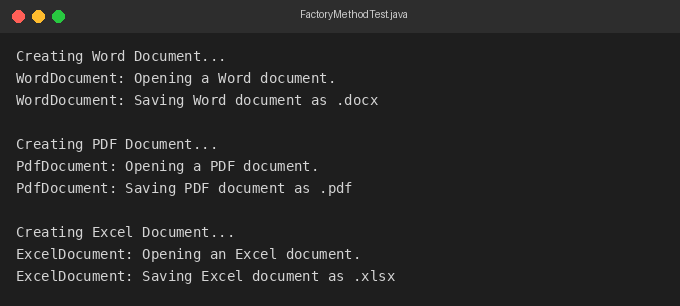 FactoryMethodTest.java
Creating Word Document...
WordDocument: Opening a Word document.
WordDocument: Saving Word document as .docx
Creating PDF Document...
PdfDocument: Opening a PDF document.
PdfDocument: Saving PDF document as .pdf
Creating Excel Document...
ExcelDocument: Opening an Excel document.
ExcelDocument: Saving Excel document as .xlsx